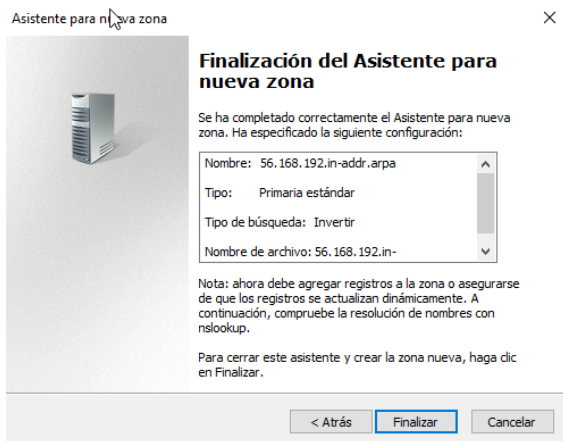 Asistente para nueva zona
Finalización del Asistente para
nueva zona
Se ha completado correctamente el Asistente para nueva
zona. Ha especificado la siguiente configuración:
Nombre: 56.168.192.in-addr.arpa
Tipo: Primaria estándar
Tipo de búsqueda: Invertir
Nombre de archivo: 56.168.192.in-
Nota: ahora debe agregar registros a la zona o asegurarse
de que los registros se actualizan dinámicamente. A
continuación, compruebe la resolución de nombres con
nslookup.
Para cerrar este asistente y crear la zona nueva, haga clic
en Finalizar.
< Atrás Finalizar Cancelar